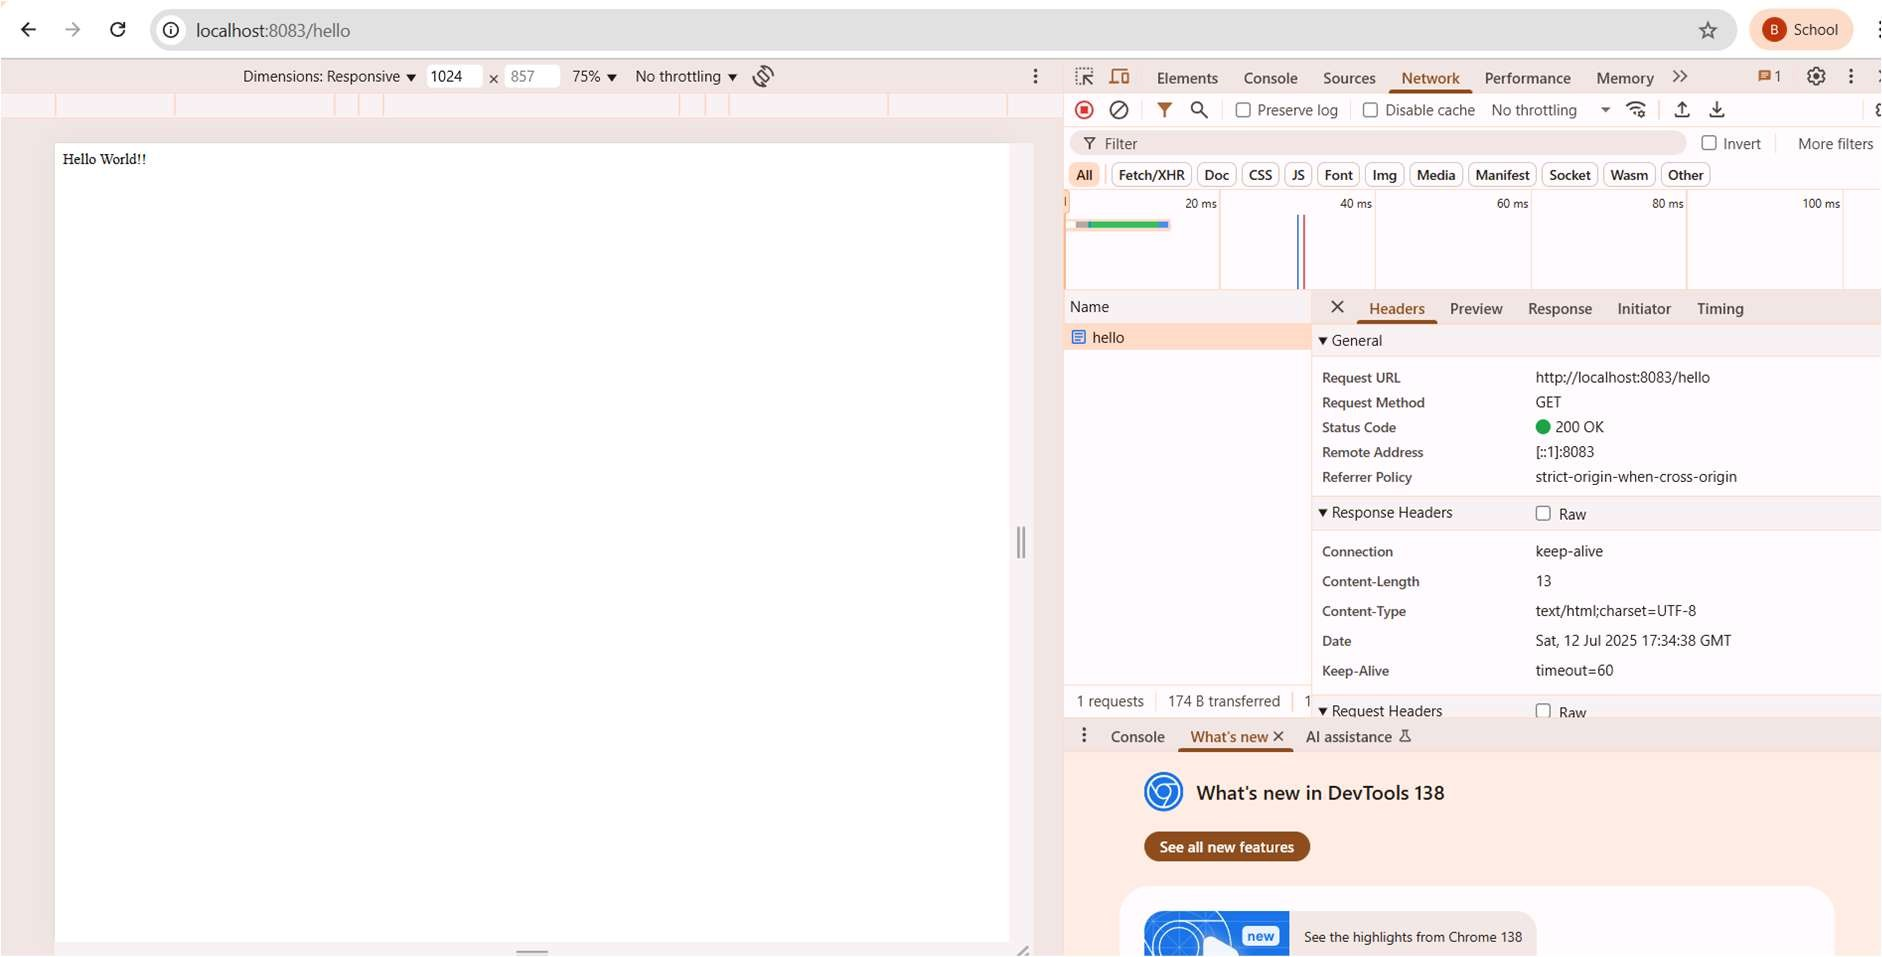 localhost:8083/hello
B School
Dimensions: Responsive 1024 × 857 75% No throttling
Hello World!!
Elements Console Sources Network Performance Memory 1
Preserve log Disable cache No throttling
Filter Invert More filters
All Fetch/XHR Doc CSS JS Font Img Media Manifest Socket Wasm Other
20 ms 40 ms 60 ms 80 ms 100 ms
Name
hello
1 requests 174 B transferred 1
Headers Preview Response Initiator Timing
General
Request URL http://localhost:8083/hello
Request Method GET
Status Code 200 OK
Remote Address [::1]:8083
Referrer Policy strict-origin-when-cross-origin
Response Headers Raw
Connection keep-alive
Content-Length 13
Content-Type text/html;charset=UTF-8
Date Sat, 12 Jul 2025 17:34:38 GMT
Keep-Alive timeout=60
Request Headers Raw
Console What's new AI assistance
What's new in DevTools 138
See all new features
new
See the highlights from Chrome 138